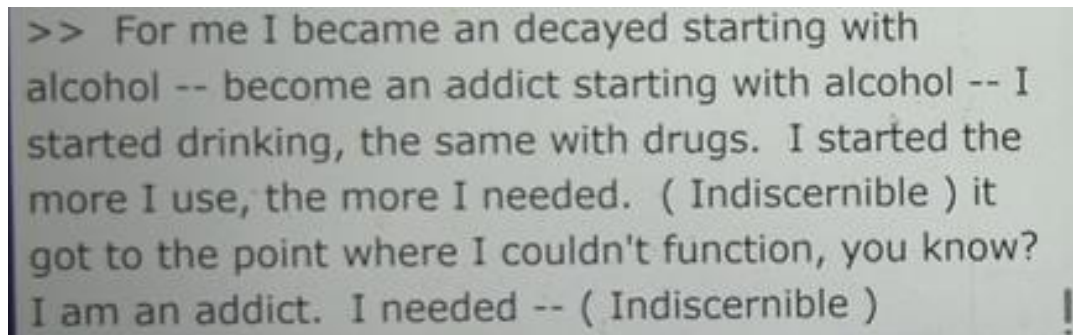 >> For me I became an decayed starting with
alcohol -- become an addict starting with alcohol -- I
started drinking, the same with drugs. I started the
more I use, the more I needed. ( Indiscernible ) it
got to the point where I couldn't function, you know?
I am an addict. I needed -- ( Indiscernible )